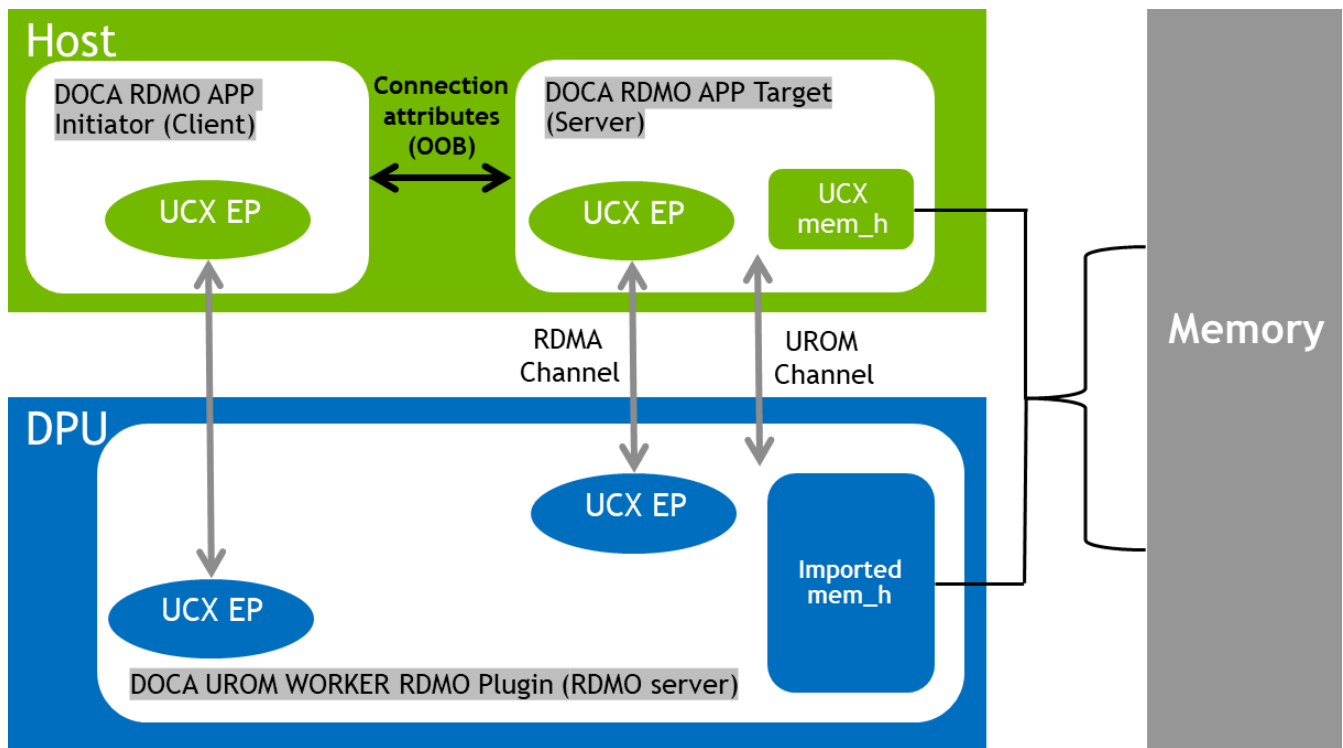 Host
DOCA RDMO APP
Initiator (Client)
Connection
attributes
(OOB)
DOCA RDMO APP Target
(Server)
UCX EP
UCX EP
UCX
mem_h
Memory
RDMA
Channel
UROM
Channel
DPU
UCX EP
UCX EP
Imported
mem_h
DOCA UROM WORKER RDMO Plugin (RDMO server)